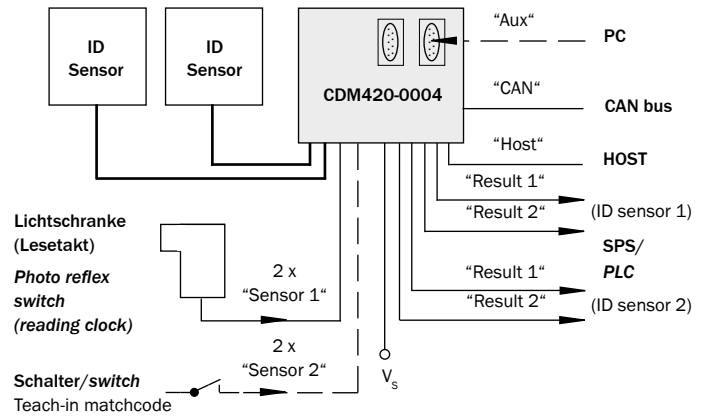 ID
Sensor
ID
Sensor
CDM420-0004
“Aux“
PC
“CAN“
CAN bus
“Host“
HOST
“Result 1“
“Result 2“
(ID sensor 1)
SPS/
PLC
“Result 1“
“Result 2“
(ID sensor 2)
Lichtschranke
(Lesetakt)
Photo reflex
switch
(reading clock)
2 x
“Sensor 1“
2 x
“Sensor 2“
Vs
Schalter/switch
Teach-in matchcode